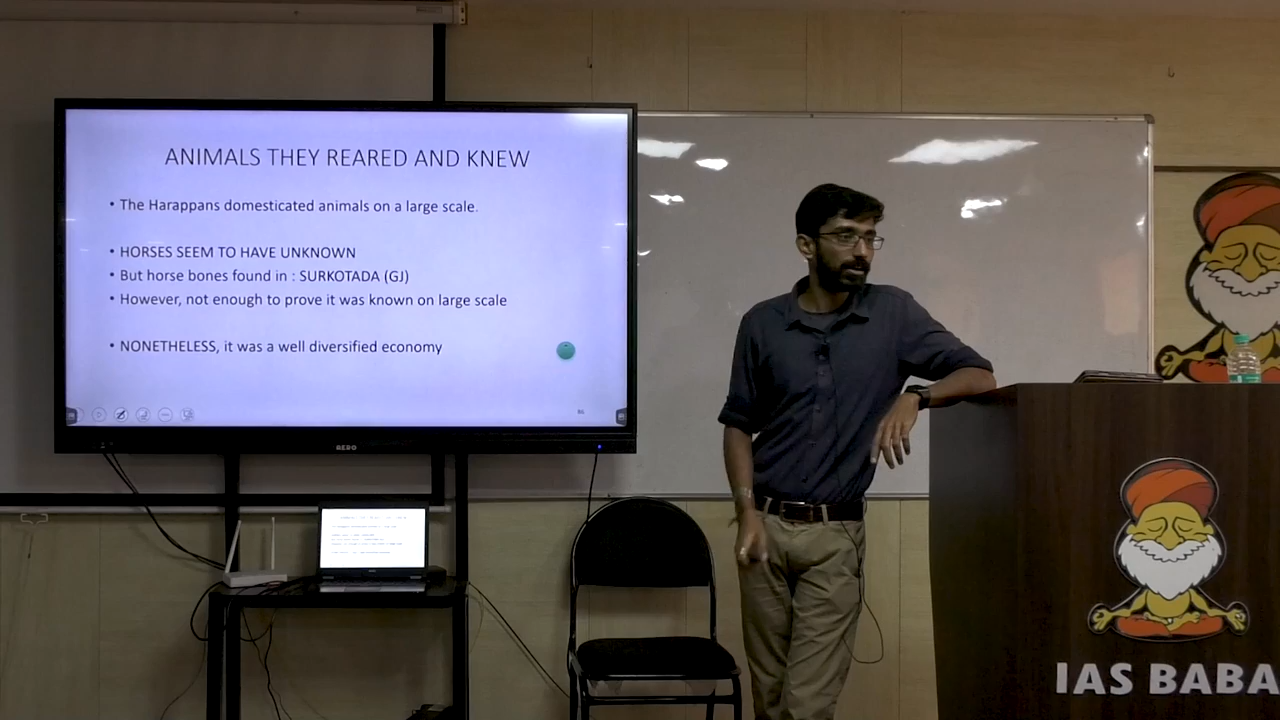 ANIMALS THEY REARED AND KNEW
• The Harappans domesticated animals on a large scale.
• HORSES SEEM TO HAVE UNKNOWN
• But horse bones found in : SURKOTADA (GJ)
• However, not enough to prove it was known on large scale
• NONETHELESS, it was a well diversified economy
IAS BABA